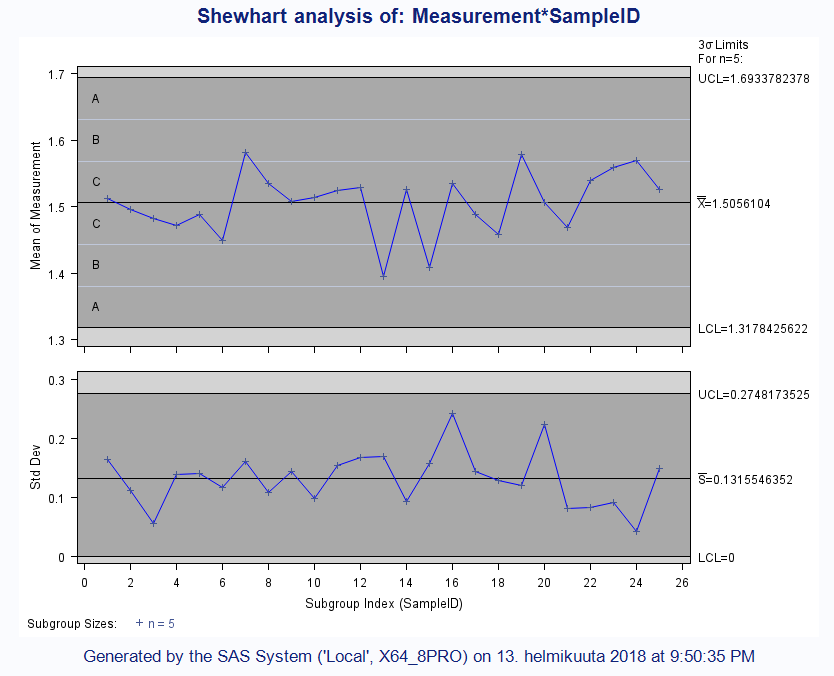 Shewhart analysis of: Measurement*SampleID
3σ Limits
For n=5:
UCL=1.6933782378
X̿=1.5056104
LCL=1.3178425622
Mean of Measurement
1.7
1.6
1.5
1.4
1.3
A
B
C
C
B
A
UCL=0.2748173525
S̅=0.1315546352
LCL=0
Std Dev
0.3
0.2
0.1
0
0 2 4 6 8 10 12 14 16 18 20 22 24 26
Subgroup Index (SampleID)
Subgroup Sizes: + n = 5
Generated by the SAS System ('Local', X64_8PRO) on 13. helmikuuta 2018 at 9:50:35 PM